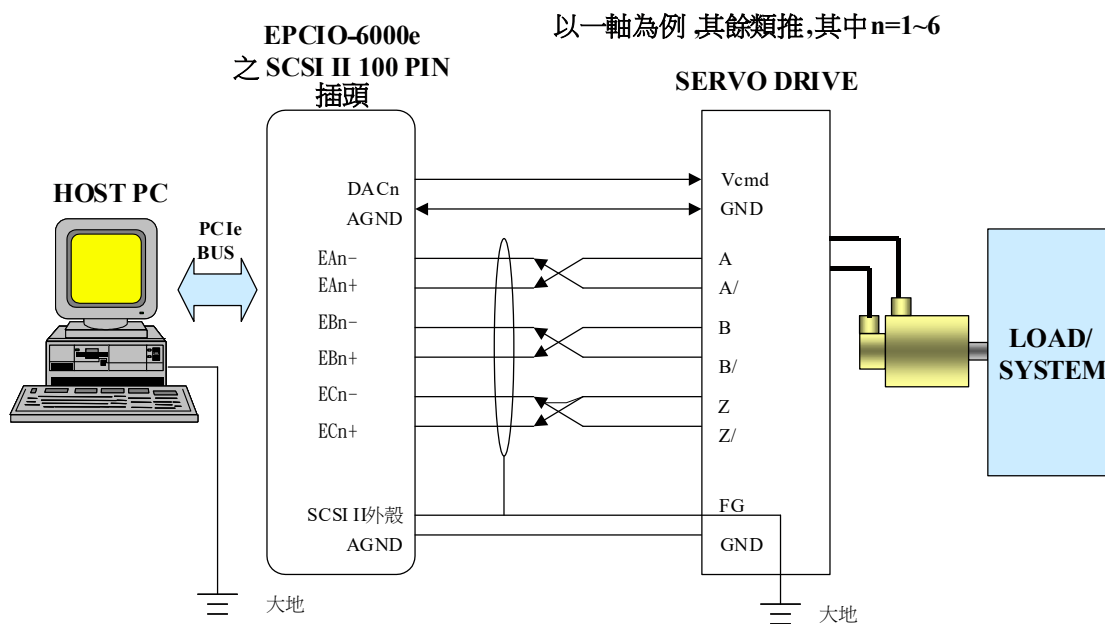 以一軸為例,其餘類推,其中n=1~6
EPCIO-6000e
之 SCSI II 100 PIN
插頭
SERVO DRIVE
HOST PC
PCIe
BUS
DACn
AGND
EAn-
EAn+
EBn-
EBn+
ECn-
ECn+
SCSI II外殼
AGND
Vcmd
GND
A
A/
B
B/
Z
Z/
FG
GND
LOAD/
SYSTEM
大地
大地